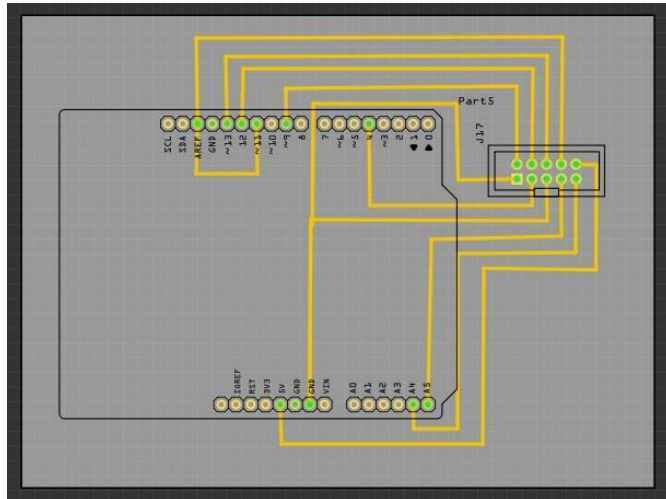 Part5
J17
SCL
SDA
AREF
GND
~13
12
~11
~10
~9
8
7
~6
~5
4
~3
2
1
0
IOREF
RST
3V3
5V
GND
GND
VIN
A0
A1
A2
A3
A4
A5